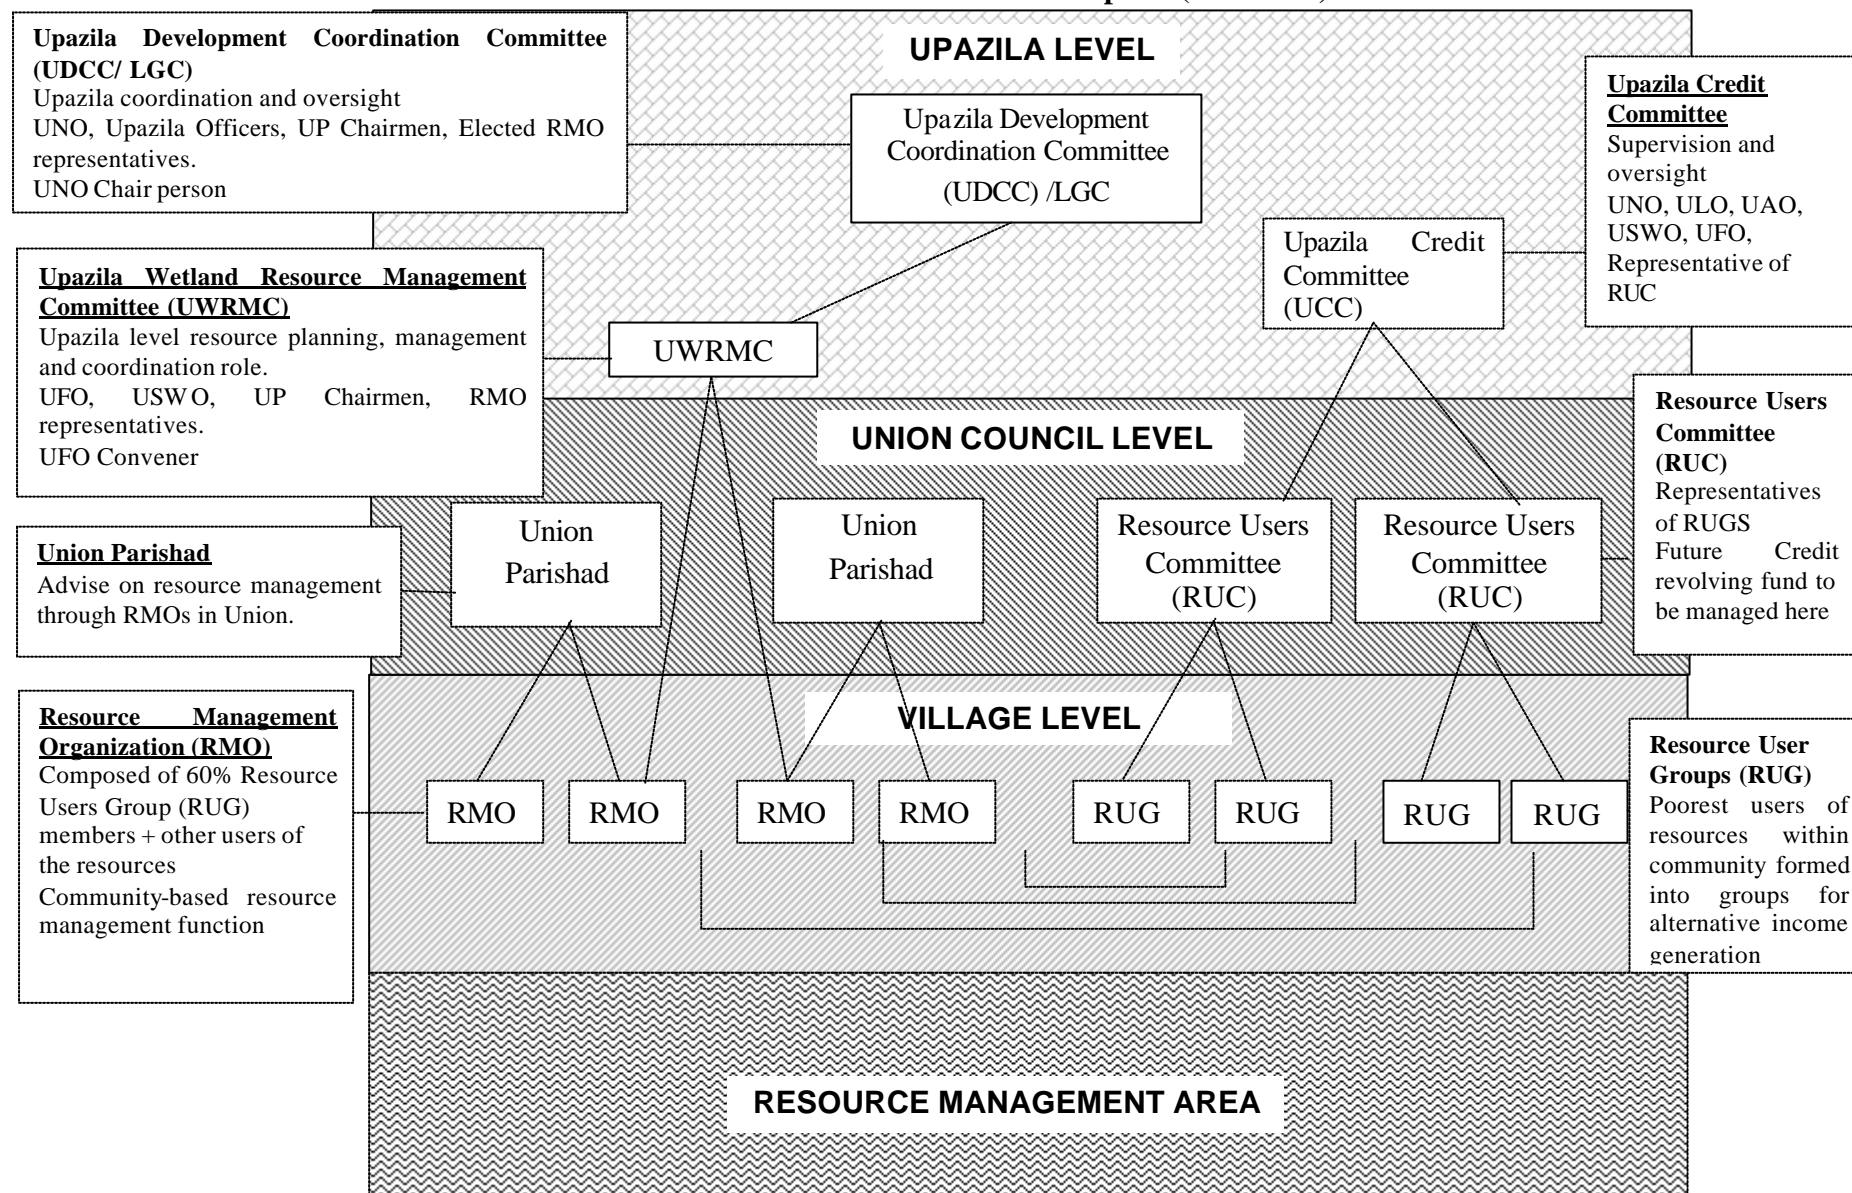 Upazila Development Coordination Committee
(UDCC/ LGC)
Upazila coordination and oversight
UNO, Upazila Officers, UP Chairmen, Elected RMO
representatives.
UNO Chair person
UPAZILA LEVEL
Upazila Development
Coordination Committee
(UDCC) /LGC
Upazila Credit
Committee
Supervision and
oversight
UNO, ULO, UAO,
USWO, UFO,
Representative of
RUC
Upazila Credit
Committee
(UCC)
Upazila Wetland Resource Management
Committee (UWRMC)
Upazila level resource planning, management
and coordination role.
UFO, USWO, UP Chairmen, RMO
representatives.
UFO Convener
UWRMC
UNION COUNCIL LEVEL
Resource Users
Committee
(RUC)
Representatives
of RUGS
Future Credit
revolving fund to
be managed here
Union Parishad
Advise on resource management
through RMOs in Union.
Union
Parishad
Union
Parishad
Resource Users
Committee
(RUC)
Resource Users
Committee
(RUC)
VILLAGE LEVEL
Resource Management
Organization (RMO)
Composed of 60% Resource
Users Group (RUG)
members + other users of
the resources
Community-based resource
management function
RMO
RMO
RMO
RMO
RUG
RUG
RUG
RUG
Resource User
Groups (RUG)
Poorest users of
resources within
community formed
into groups for
alternative income
generation
RESOURCE MANAGEMENT AREA